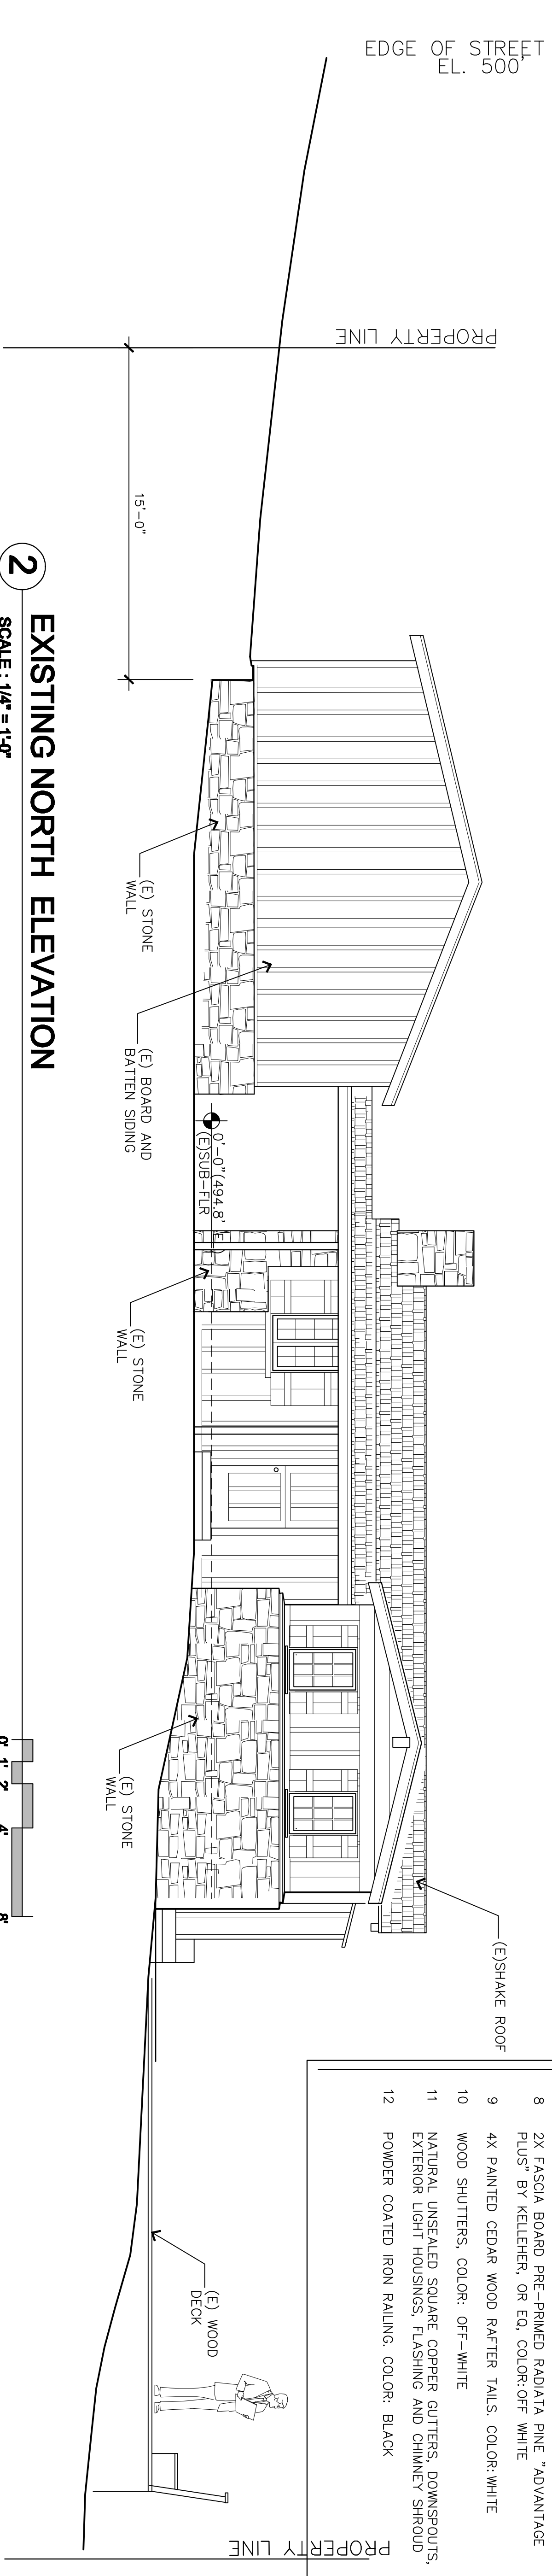 EDGE OF STREET
EL. 500'
PROPERTY LINE
15'-0"
(E) STONE
WALL
(E) BOARD AND
BATTEN SIDING
0'-0" (494.8' (E))
(E)SUB-FLR
(E) STONE
WALL
(E) STONE
WALL
(E)SHAKE ROOF
(E) WOOD
DECK
PROPERTY LINE
2 EXISTING NORTH ELEVATION
SCALE : 1/4" = 1'-0"
0' 1' 2' 4' 8'
8 2X FASCIA BOARD PRE-PRIMED RADIATA PINE "ADVANTAGE
PLUS" BY KELLEHER, OR EQ, COLOR: OFF WHITE
9 4X PAINTED CEDAR WOOD RAFTER TAILS. COLOR: WHITE
10 WOOD SHUTTERS, COLOR: OFF-WHITE
11 NATURAL UNSEALED SQUARE COPPER GUTTERS, DOWNSPOUTS,
EXTERIOR LIGHT HOUSINGS, FLASHING AND CHIMNEY SHROUD
12 POWDER COATED IRON RAILING. COLOR: BLACK